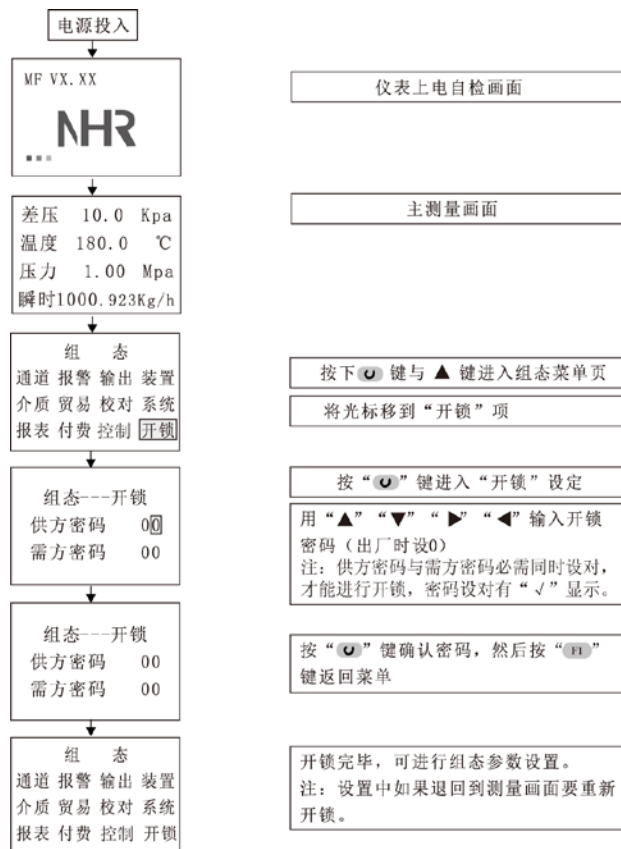 电源投入
MF VX.XX
NHR
仪表上电自检画面
差压 10.0 Kpa
温度 180.0 ℃
压力 1.00 Mpa
瞬时1000.923Kg/h
主测量画面
组 态
通道 报警 输出 装置
介质 贸易 校对 系统
报表 付费 控制 开锁
按下 键与 ▲ 键进入组态菜单页
将光标移到“开锁”项
组态---开锁
供方密码 00
需方密码 00
按“ ”键进入“开锁”设定
用“▲”“▼”“▶”“◀”输入开锁
密码（出厂时设0）
注：供方密码与需方密码必需同时设对，
才能进行开锁，密码设对有“√”显示。
组态---开锁
供方密码 00
需方密码 00
按“ ”键确认密码，然后按“F1”
键返回菜单
组 态
通道 报警 输出 装置
介质 贸易 校对 系统
报表 付费 控制 开锁
开锁完毕，可进行组态参数设置。
注：设置中如果退回到测量画面要重新
开锁。